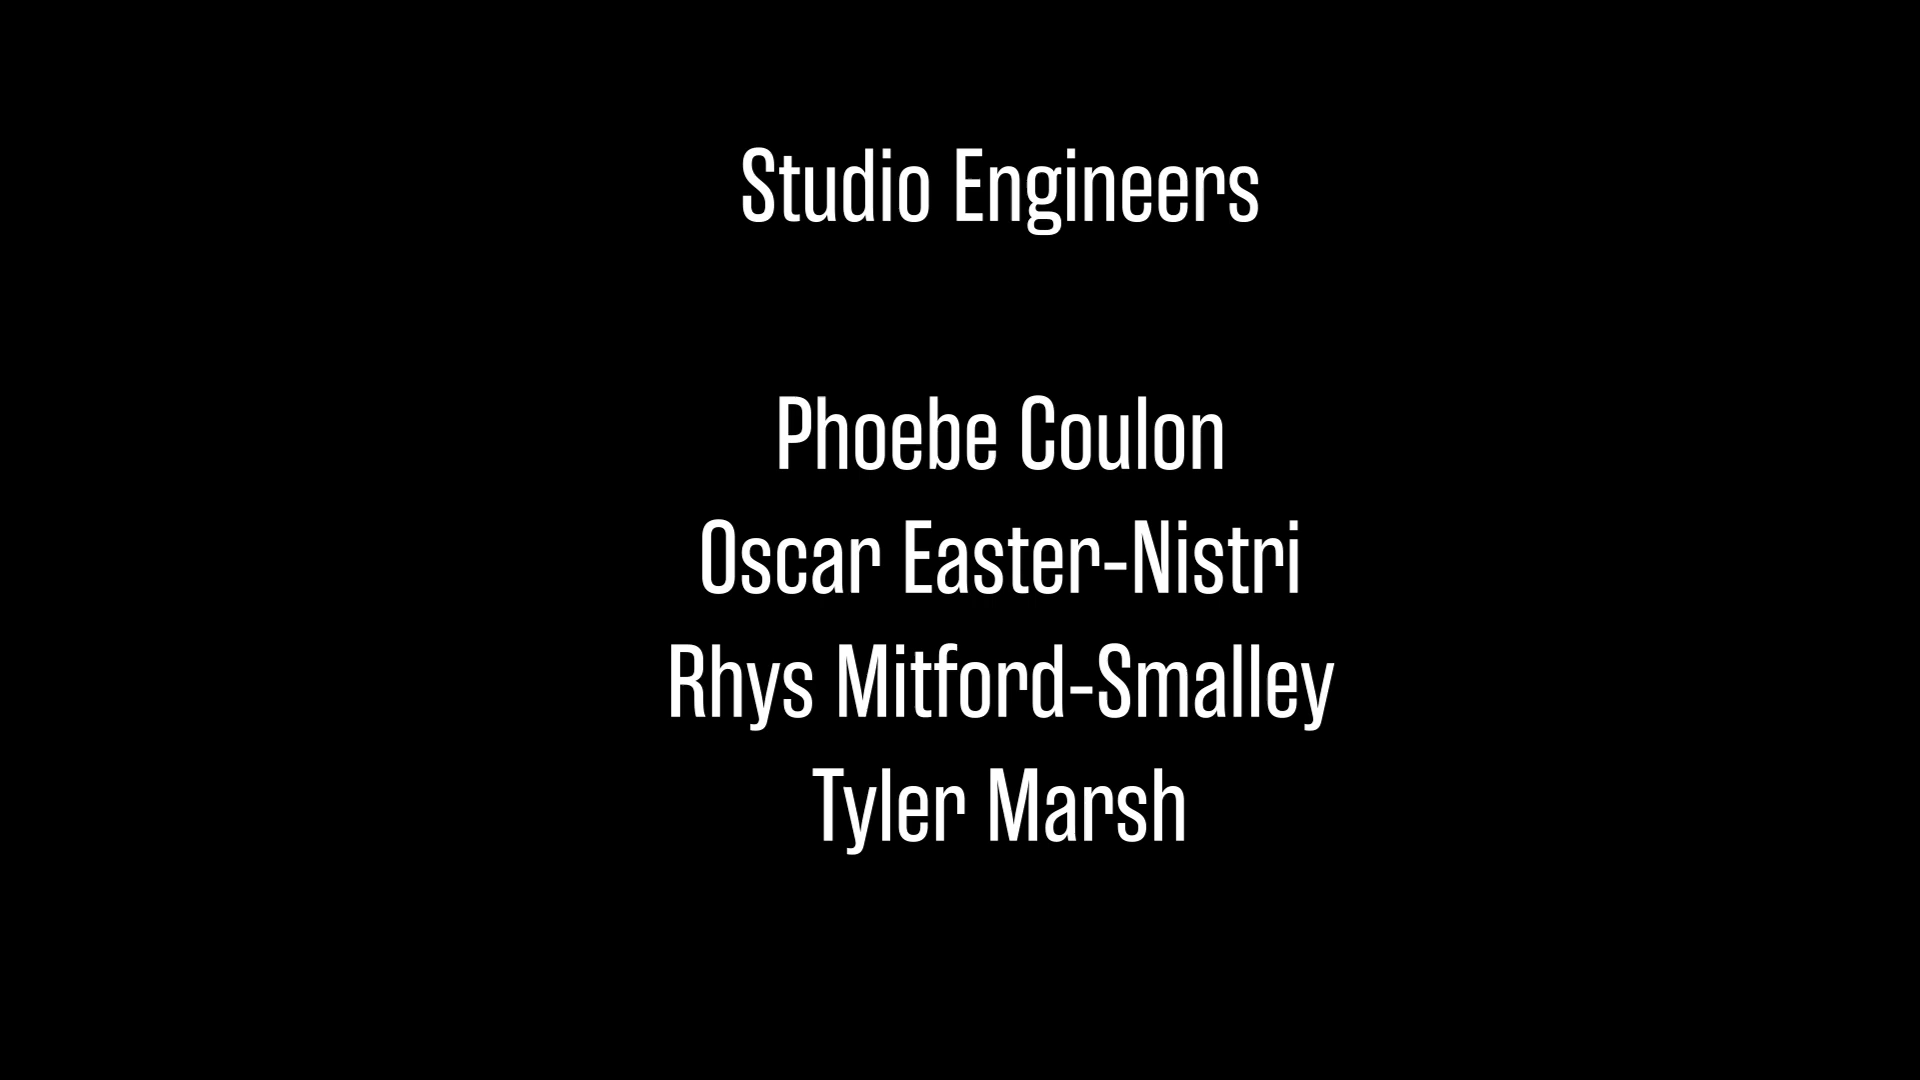 Studio Engineers
Phoebe Coulon
Oscar Easter-Nistri
Rhys Mitford-Smalley
Tyler Marsh